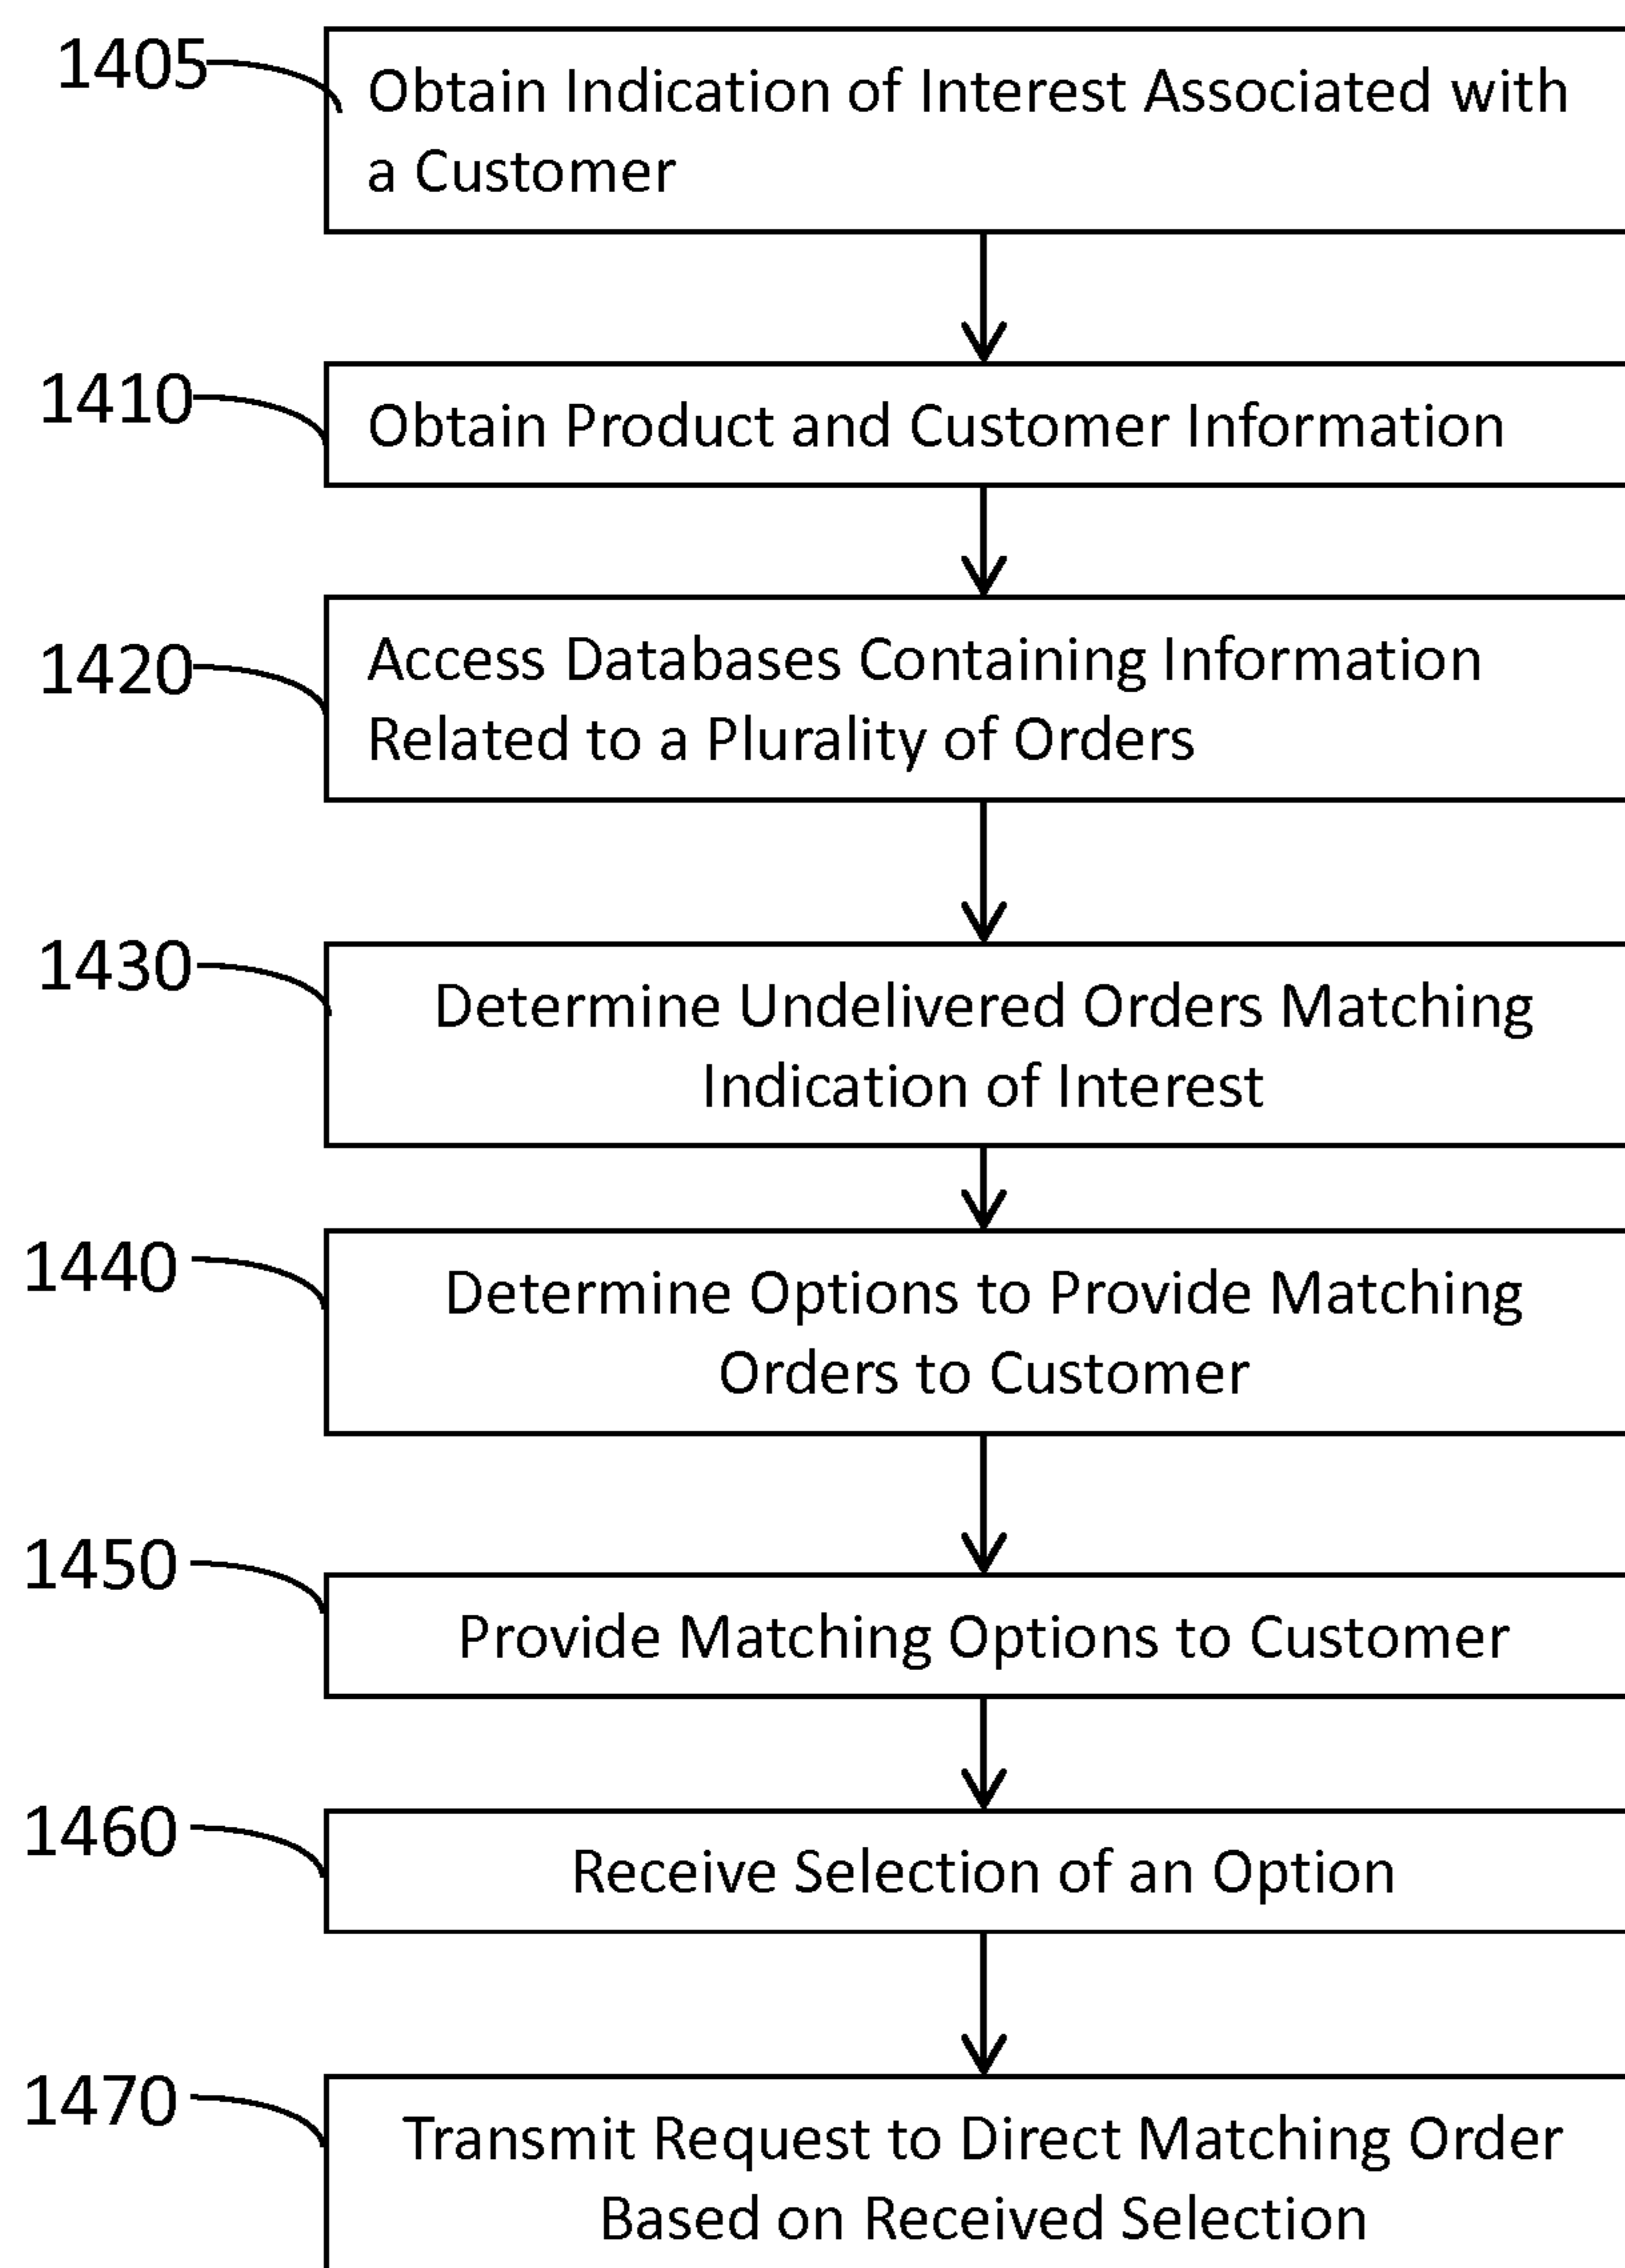 1405
Obtain Indication of Interest Associated with
a Customer
1410
Obtain Product and Customer Information
1420
Access Databases Containing Information
Related to a Plurality of Orders
1430
Determine Undelivered Orders Matching
Indication of Interest
1440
Determine Options to Provide Matching
Orders to Customer
1450
Provide Matching Options to Customer
1460
Receive Selection of an Option
1470
Transmit Request to Direct Matching Order
Based on Received Selection